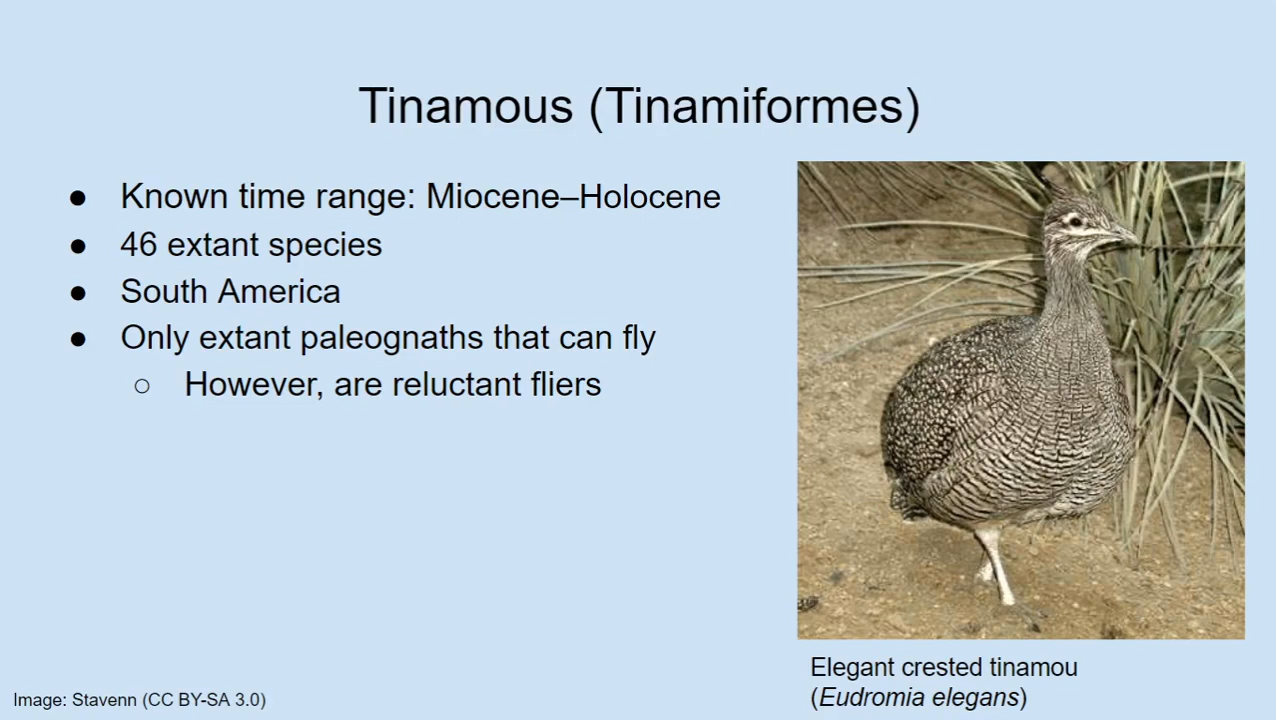 Tinamous (Tinamiformes)
● Known time range: Miocene–Holocene
● 46 extant species
● South America
● Only extant paleognaths that can fly
○ However, are reluctant fliers
Elegant crested tinamou
(Eudromia elegans)
Image: Stavenn (CC BY-SA 3.0)